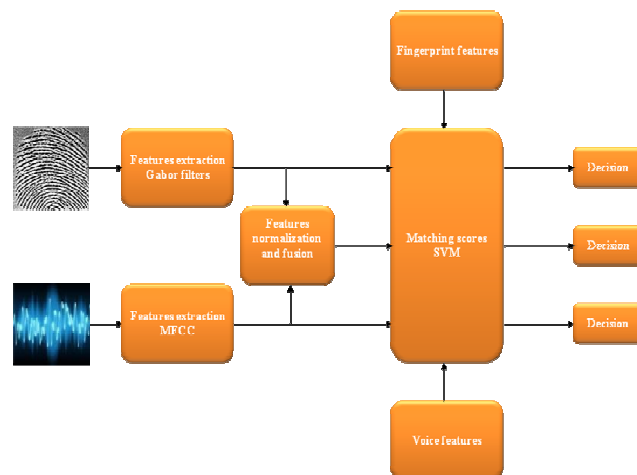 Fingerprint features
Features extraction
Gabor filters
Decision
Features
normalization
and fusion
Matching scores
SVM
Decision
Features extraction
MFCC
Decision
Voice features